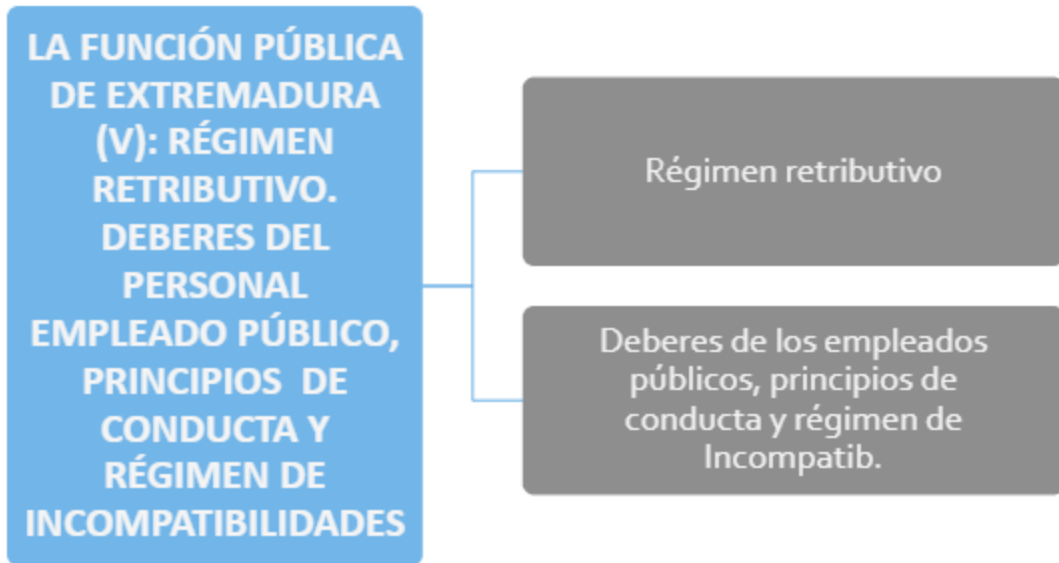 LA FUNCIÓN PÚBLICA
DE EXTREMADURA
(V): RÉGIMEN
RETRIBUTIVO.
DEBERES DEL
PERSONAL
EMPLEADO PÚBLICO,
PRINCIPIOS DE
CONDUCTA Y
RÉGIMEN DE
INCOMPATIBILIDADES
Régimen retributivo
Deberes de los empleados
públicos, principios de
conducta y régimen de
Incompatib.